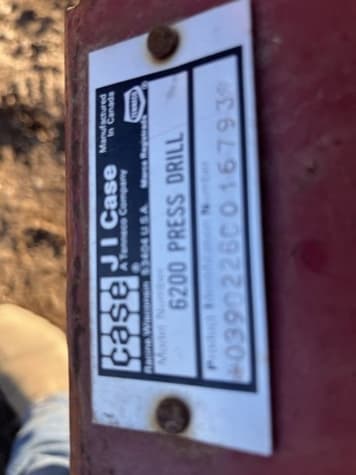 Manufactured
In Canada
TENNECO
case
J I Case
A Tenneco Company
Racine Wisconsin 53404 U.S.A.
Marca Registrada
Model Number
6200 PRESS DRILL
Product Identification Number
*0390226C0016793*